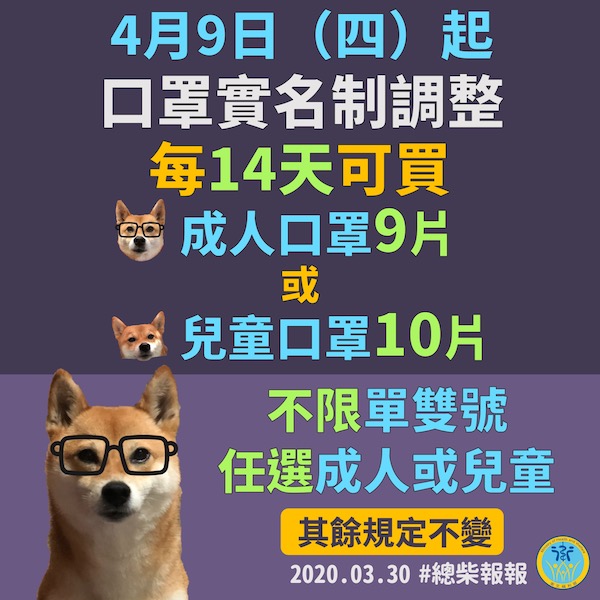 4月9日（四）起
口罩實名制調整
每14天可買
成人口罩9片
或
兒童口罩10片
不限單雙號
任選成人或兒童
其餘規定不變
2020.03.30 #總柴報報